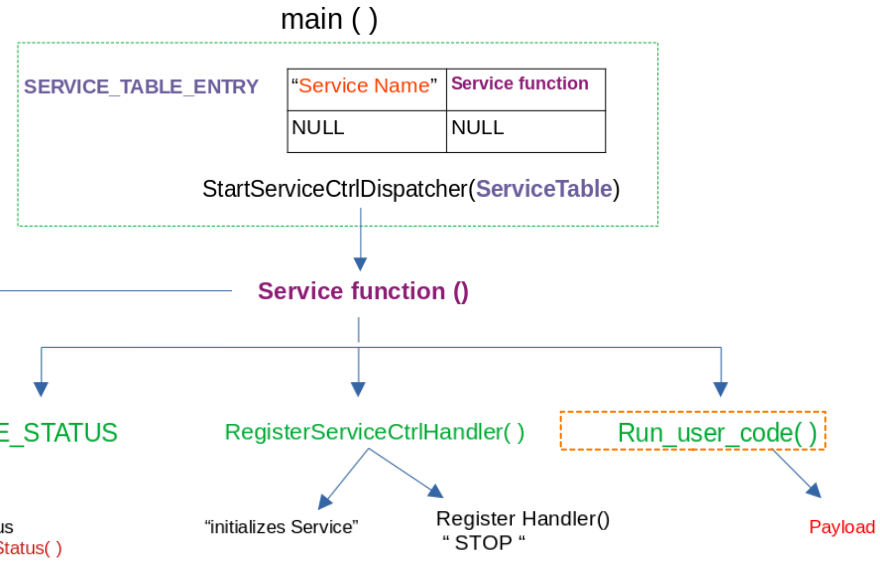 main ( )
SERVICE_TABLE_ENTRY
“Service Name” Service function
NULL NULL
StartServiceCtrlDispatcher(ServiceTable)
Service function ()
E_STATUS
RegisterServiceCtrlHandler( )
Run_user_code( )
us
Status( )
“initializes Service”
Register Handler()
“ STOP “
Payload